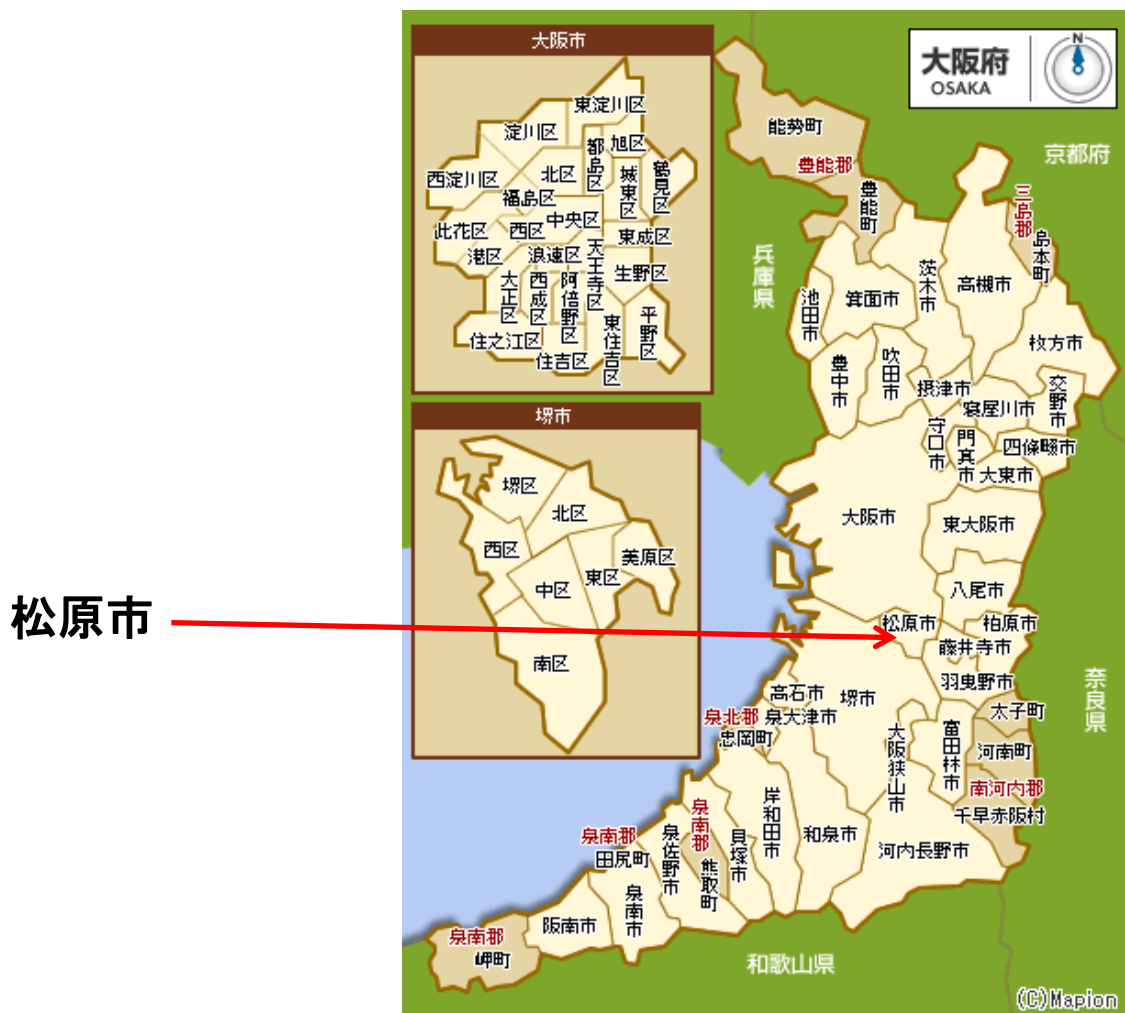 大阪市
東淀川区
淀川区
旭区
都島区
鶴見区
城東区
北区
西淀川区
福島区
中央区
此花区
西区
東成区
港区
浪速区
天王寺区
生野区
大正区
西成区
阿倍野区
東住吉区
平野区
住之江区
住吉区
堺市
堺区
北区
西区
美原区
東区
中区
南区
松原市
大阪府
OSAKA
N
京都府
兵庫県
奈良県
和歌山県
能勢町
豊能郡
豊能町
三島郡
島本町
茨木市
高槻市
池田市
箕面市
枚方市
豊中市
吹田市
摂津市
交野市
寝屋川市
守口市
門真市
四條畷市
大東市
大阪市
東大阪市
八尾市
松原市
柏原市
藤井寺市
羽曳野市
高石市
堺市
泉北郡
泉大津市
忠岡町
太子町
大阪狭山市
富田林市
河南町
南河内郡
千早赤阪村
岸和田市
和泉市
河内長野市
泉南郡
貝塚市
泉佐野市
熊取町
泉南郡
田尻町
泉南市
阪南市
泉南郡
岬町
(C)Mapion